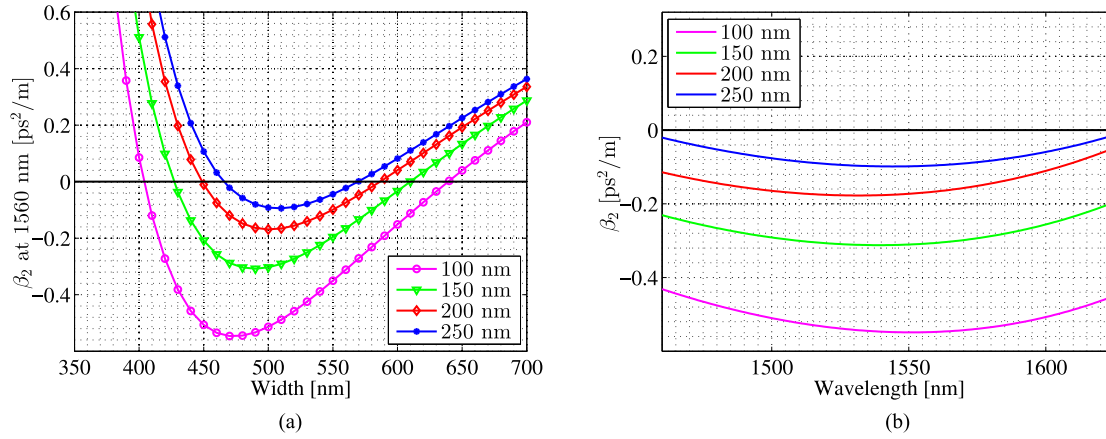 0.6
0.4
0.2
0
−0.2
−0.4
β₂ at 1560 nm [ps²/m]
350 400 450 500 550 600 650 700
Width [nm]
100 nm
150 nm
200 nm
250 nm
(a)
100 nm
150 nm
200 nm
250 nm
0.2
0
−0.2
−0.4
β₂ [ps²/m]
1500 1550 1600
Wavelength [nm]
(b)